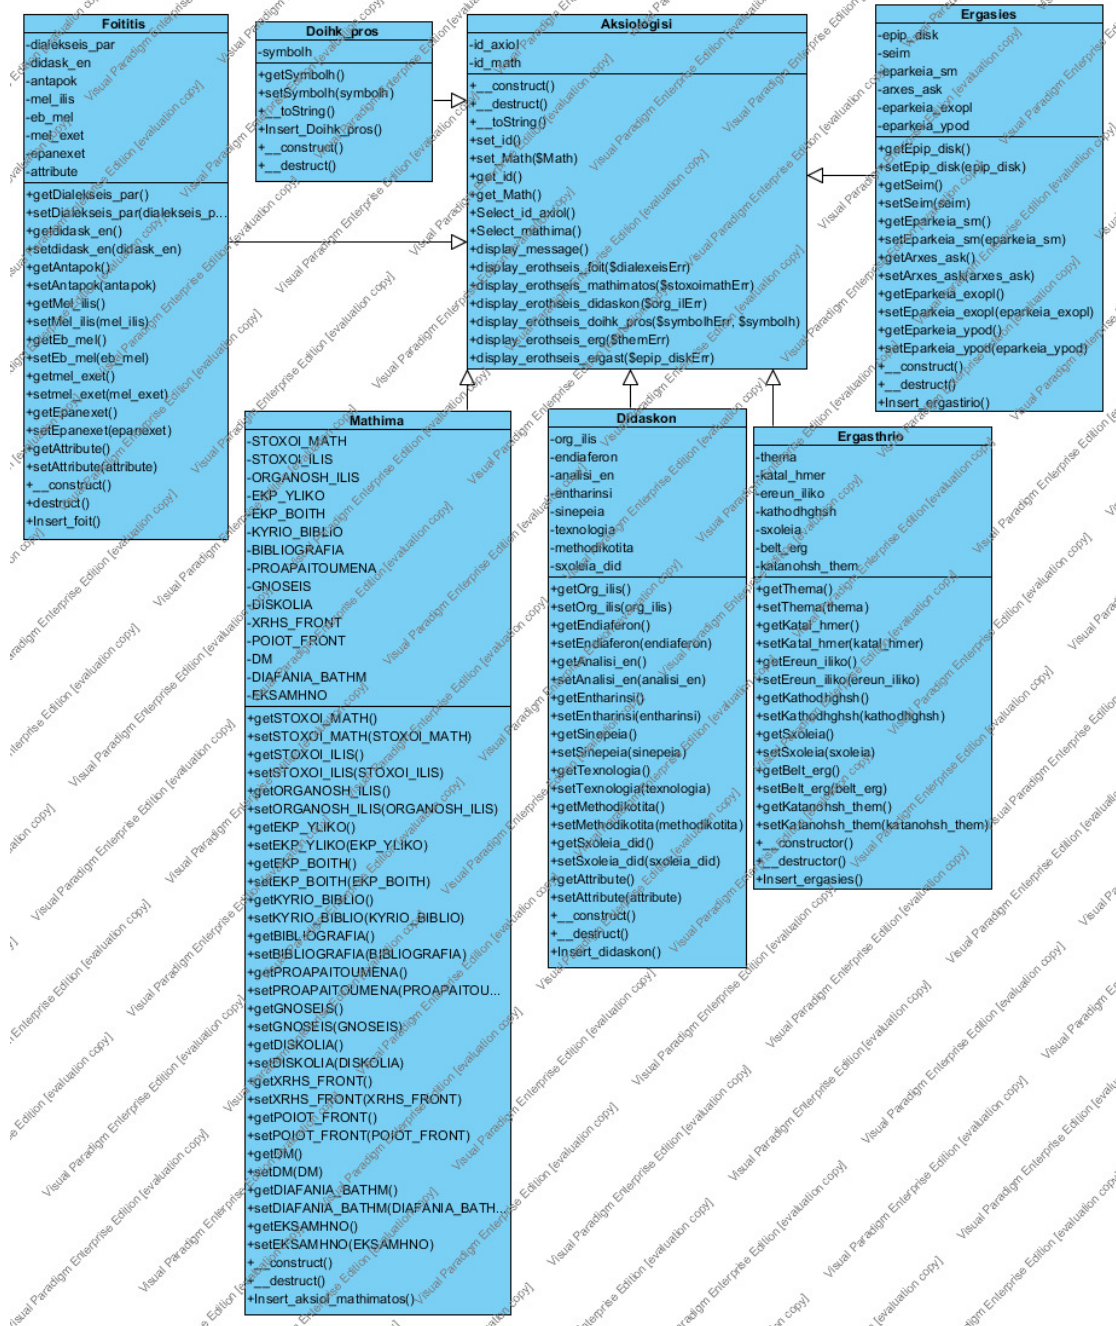 Foititis
-dialekseis_par
-didask_en
-antapok
-mel_ilis
-eb_mel
-mel_exet
-epanexet
-attribute
+getDialekseis_par()
+setDialekseis_par(dialekseis_p...
+getdidask_en()
+setdidask_en(didask_en)
+getAntapok()
+setAntapok(antapok)
+getMel_ilis()
+setMel_ilis(mel_ilis)
+getEb_mel()
+setEb_mel(eb_mel)
+getmel_exet()
+setmel_exet(mel_exet)
+getEpanexet()
+setEpanexet(epanexet)
+getAttribute()
+setAttribute(attribute)
+__construct()
+destruct()
+Insert_foit()
Doihk_pros
-symbolh
+getSymbolh()
+setSymbolh(symbolh)
+__toString()
+Insert_Doihk_pros()
+__construct()
+__destruct()
Aksiologisi
-id_axiol
-id_math
+__construct()
+__destruct()
+__toString()
+set_id()
+set_Math($Math)
+get_id()
+get_Math()
+Select_id_axiol()
+Select_mathima()
+display_message()
+display_erothseis_foit($dialexeisErr)
+display_erothseis_mathimatos($stoxoimathErr)
+display_erothseis_didaskon($org_ilErr)
+display_erothseis_doihk_pros($symbolhErr, $symbolh)
+display_erothseis_erg($themErr)
+display_erothseis_ergast($epip_diskErr)
Ergasies
-epip_disk
-seim
-eparkeia_sm
-arxes_ask
-eparkeia_exopl
-eparkeia_ypod
+getEpip_disk()
+setEpip_disk(epip_disk)
+getSeim()
+setSeim(seim)
+getEparkeia_sm()
+setEparkeia_sm(eparkeia_sm)
+getArxes_ask()
+setArxes_ask(arxes_ask)
+getEparkeia_exopl()
+setEparkeia_exopl(eparkeia_exopl)
+getEparkeia_ypod()
+setEparkeia_ypod(eparkeia_ypod)
+__construct()
+__destruct()
+Insert_ergastirio()
Mathima
-STOXOI_MATH
-STOXOI_ILIS
-ORGANOSH_ILIS
-EKP_YLIKO
-EKP_BOITH
-KYRIO_BIBLIO
-BIBLIOGRAFIA
-PROAPAITOUMENA
-GNOSEIS
-DISKOLIA
-XRHS_FRONT
-POIOT_FRONT
-DM
-DIAFANIA_BATHM
-EKSAMHNO
+getSTOXOI_MATH()
+setSTOXOI_MATH(STOXOI_MATH)
+getSTOXOI_ILIS()
+setSTOXOI_ILIS(STOXOI_ILIS)
+getORGANOSH_ILIS()
+setORGANOSH_ILIS(ORGANOSH_ILIS)
+getEKP_YLIKO()
+setEKP_YLIKO(EKP_YLIKO)
+getEKP_BOITH()
+setEKP_BOITH(EKP_BOITH)
+getKYRIO_BIBLIO()
+setKYRIO_BIBLIO(KYRIO_BIBLIO)
+getBIBLIOGRAFIA()
+setBIBLIOGRAFIA(BIBLIOGRAFIA)
+getPROAPAITOUMENA()
+setPROAPAITOUMENA(PROAPAITOU...
+getGNOSEIS()
+setGNOSEIS(GNOSEIS)
+getDISKOLIA()
+setDISKOLIA(DISKOLIA)
+getXRHS_FRONT()
+setXRHS_FRONT(XRHS_FRONT)
+getPOIOT_FRONT()
+setPOIOT_FRONT(POIOT_FRONT)
+getDM()
+setDM(DM)
+getDIAFANIA_BATHM()
+setDIAFANIA_BATHM(DIAFANIA_BATH...
+getEKSAMHNO()
+setEKSAMHNO(EKSAMHNO)
+__construct()
+__destruct()
+Insert_aksiol_mathimatos()
Didaskon
-org_ilis
-endiaferon
-analisi_en
-entharinsi
-sinepeia
-texnologia
-methodikotita
-sxoleia_did
+getOrg_ilis()
+setOrg_ilis(org_ilis)
+getEndiaferon()
+setEndiaferon(endiaferon)
+getAnalisi_en()
+setAnalisi_en(analisi_en)
+getEntharinsi()
+setEntharinsi(entharinsi)
+getSinepeia()
+setSinepeia(sinepeia)
+getTexnologia()
+setTexnologia(texnologia)
+getMethodikotita()
+setMethodikotita(methodikotita)
+getSxoleia_did()
+setSxoleia_did(sxoleia_did)
+getAttribute()
+setAttribute(attribute)
+__construct()
+__destruct()
+Insert_didaskon()
Ergasthrio
-thema
-katal_hmer
-ereun_iliko
-kathodhghsh
-sxoleia
-belt_erg
-katanohsh_them
+getThema()
+setThema(thema)
+getKatal_hmer()
+setKatal_hmer(katal_hmer)
+getEreun_iliko()
+setEreun_iliko(ereun_iliko)
+getKathodhghsh()
+setKathodhghsh(kathodhghsh)
+getSxoleia()
+setSxoleia(sxoleia)
+getBelt_erg()
+setBelt_erg(belt_erg)
+getKatanohsh_them()
+setKatanohsh_them(katanohsh_them)
+__constructor()
+__destructor()
+Insert_ergasies()
Visual Paradigm Enterprise Edition [evaluation copy]